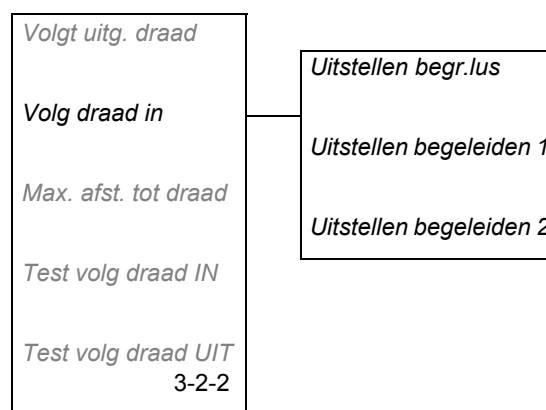 Volgt uitg. draad
Volg draad in
Max. afst. tot draad
Test volg draad IN
Test volg draad UIT
3-2-2
Uitstellen begr.lus
Uitstellen begeleiden 1
Uitstellen begeleiden 2